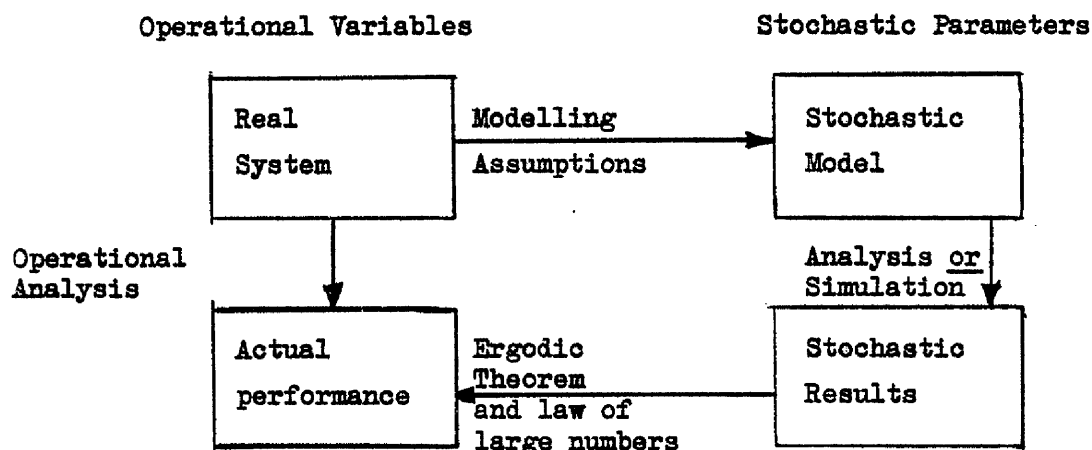 Operational Variables
Stochastic Parameters
Real
System
Modelling
Assumptions
Stochastic
Model
Operational
Analysis
Analysis or
Simulation
Actual
performance
Ergodic
Theorem
and law of
large numbers
Stochastic
Results